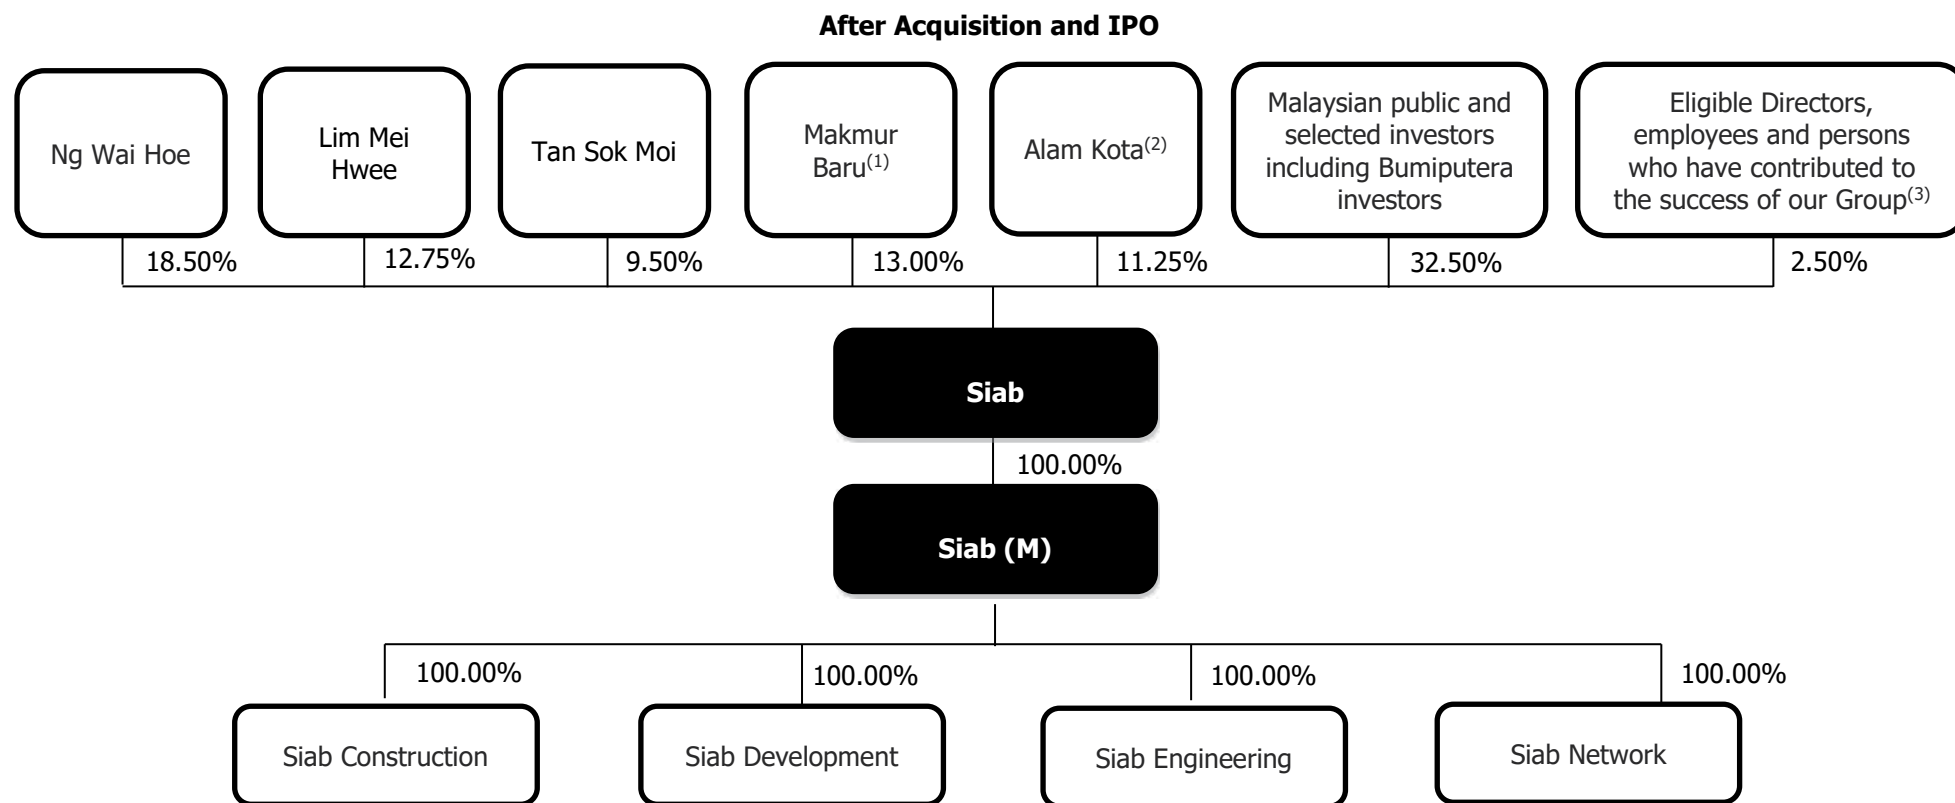 After Acquisition and IPO
Ng Wai Hoe
Lim Mei
Hwee
Tan Sok Moi
Makmur
Baru(1)
Alam Kota(2)
Malaysian public and
selected investors
including Bumiputera
investors
Eligible Directors,
employees and persons
who have contributed to
the success of our Group(3)
18.50%
12.75%
9.50%
13.00%
11.25%
32.50%
2.50%
Siab
100.00%
Siab (M)
100.00%
100.00%
100.00%
100.00%
Siab Construction
Siab Development
Siab Engineering
Siab Network